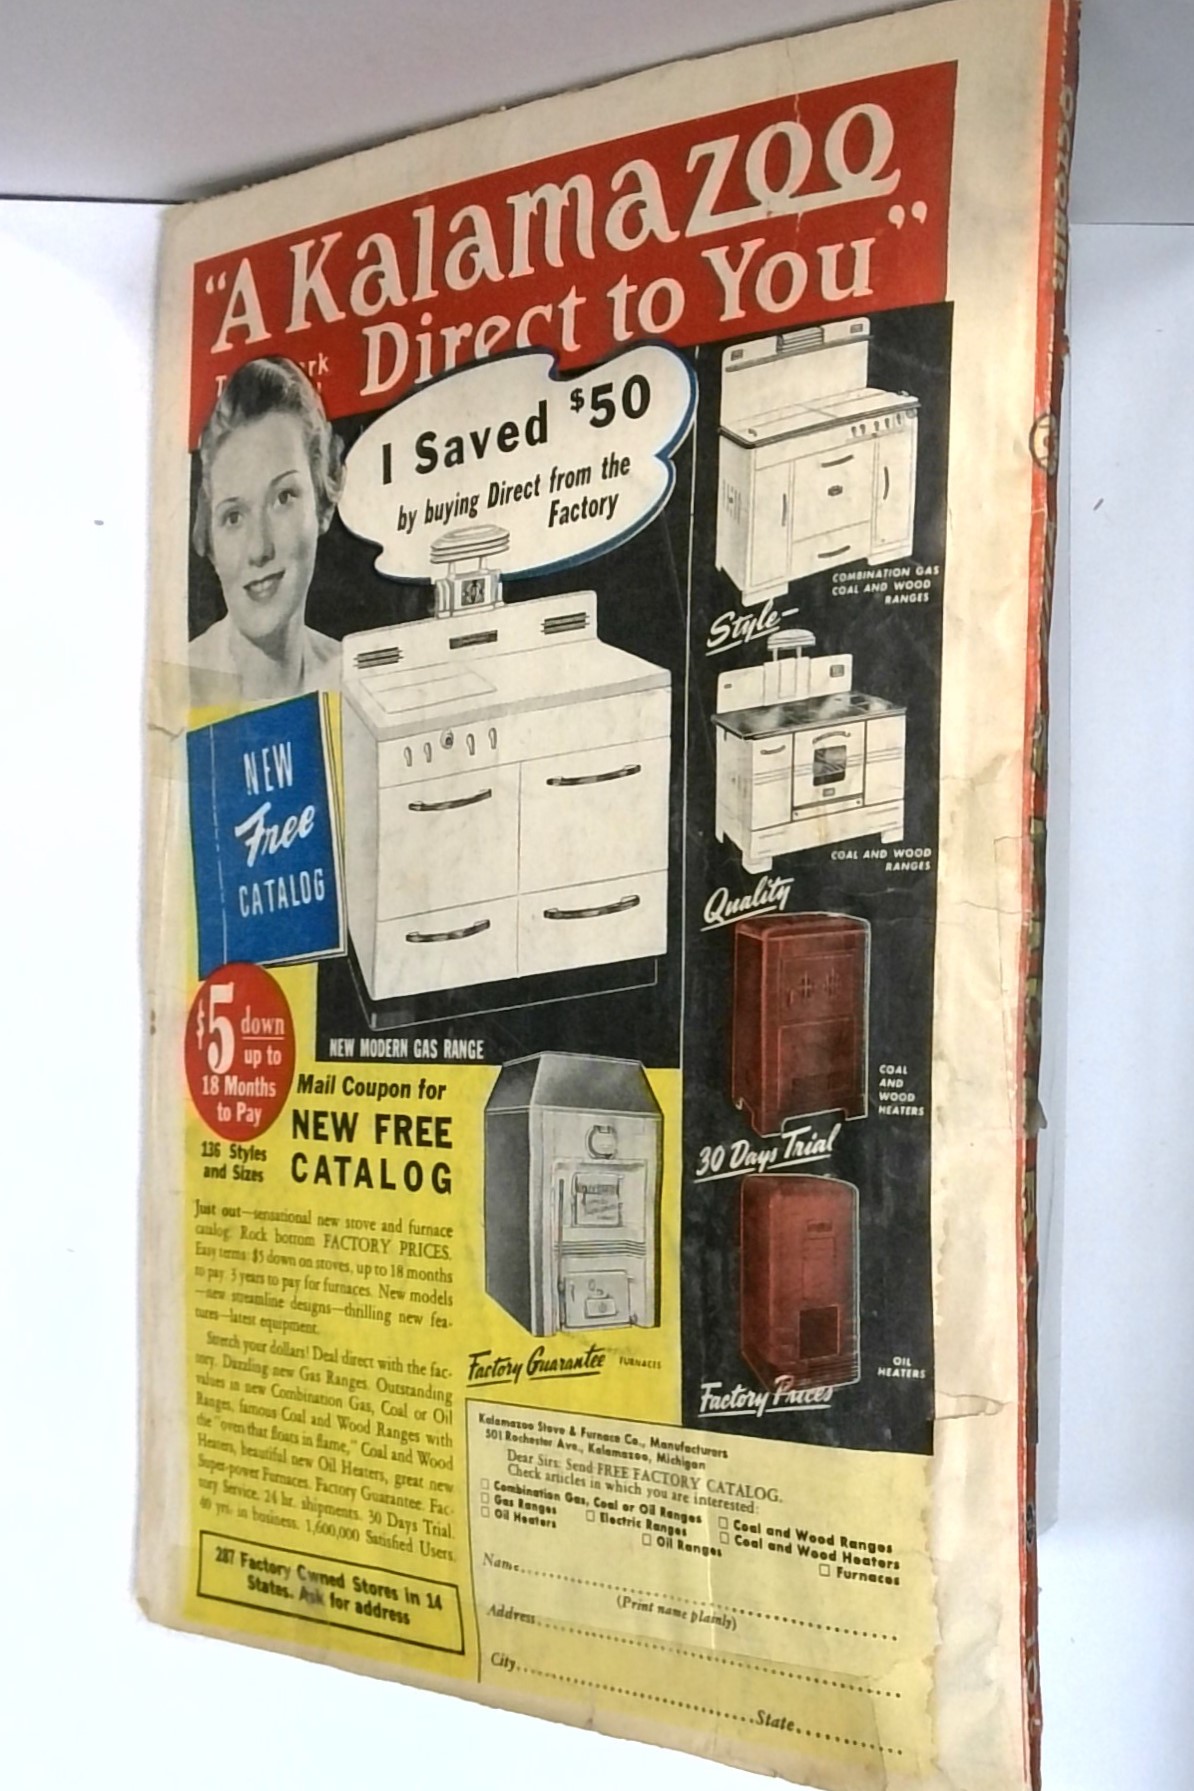 "A Kalamazoo
Direct to You"
I Saved $50
by buying Direct from the
Factory
COMBINATION GAS
COAL AND WOOD
RANGES
Style-
COAL AND WOOD
RANGES
Quality
COAL
AND
WOOD
HEATERS
30 Days Trial
OIL
HEATERS
Factory Prices
NEW
Free
CATALOG
NEW MODERN GAS RANGE
$5 down
up to
18 Months
to Pay
136 Styles
and Sizes
Mail Coupon for
NEW FREE
CATALOG
Just out—sensational new stove and furnace
catalog. Rock bottom FACTORY PRICES.
Easy terms: $5 down on stoves, up to 18 months
to pay. 3 years to pay for furnaces. New models
—new streamline designs—thrilling new fea-
tures—latest equipment.
Stretch your dollars! Deal direct with the fac-
tory. Dazzling new Gas Ranges. Outstanding
values in new Combination Gas, Coal or Oil
Ranges, famous Coal and Wood Ranges with
the "oven that floats in flame," Coal and Wood
Heaters, beautiful new Oil Heaters, great new
Super-power Furnaces. Factory Guarantee. Fac-
tory Service. 24 hr. shipments. 30 Days Trial.
40 yrs. in business. 1,600,000 Satisfied Users.
287 Factory Owned Stores in 14
States. Ask for address
Factory Guarantee FURNACES
Kalamazoo Stove & Furnace Co., Manufacturers
501 Rochester Ave., Kalamazoo, Michigan
Dear Sirs: Send FREE FACTORY CATALOG.
Check articles in which you are interested:
☐ Combination Gas, Coal or Oil Ranges ☐ Coal and Wood Ranges
☐ Gas Ranges ☐ Electric Ranges ☐ Coal and Wood Heaters
☐ Oil Heaters ☐ Oil Ranges ☐ Furnaces
Name
(Print name plainly)
Address
City
State